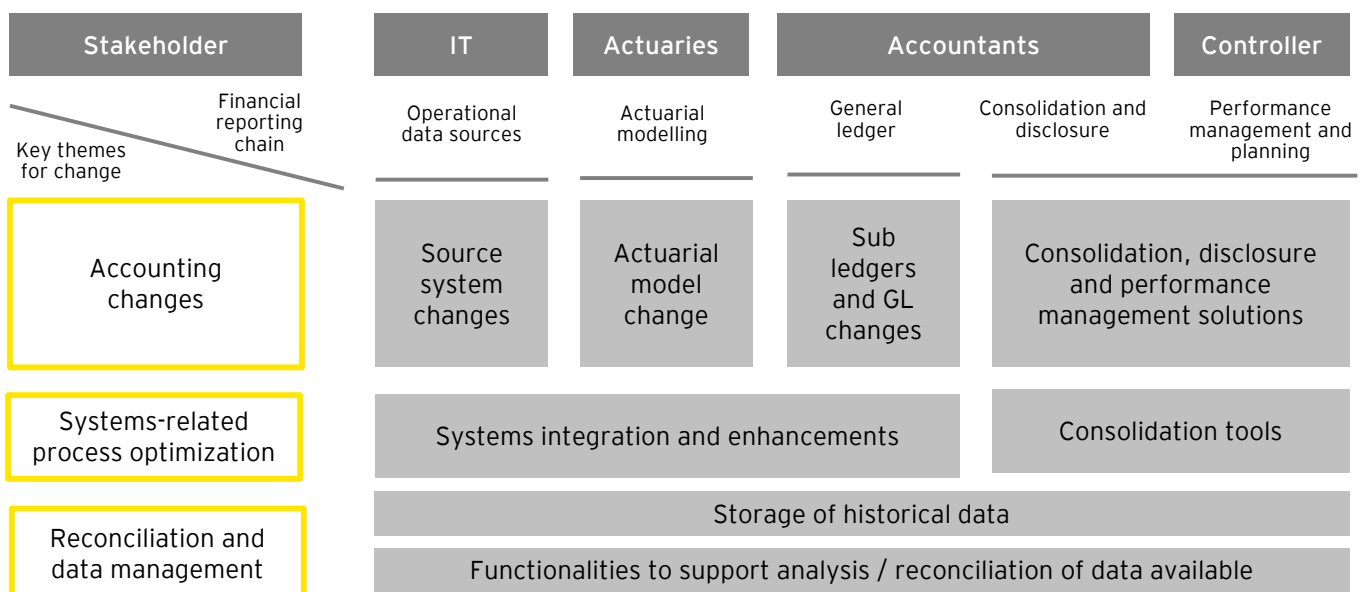 Stakeholder
IT
Actuaries
Accountants
Controller
Financial
reporting
chain
Key themes
for change
Operational
data sources
Actuarial
modelling
General
ledger
Consolidation and
disclosure
Performance
management and
planning
Accounting
changes
Source
system
changes
Actuarial
model
change
Sub
ledgers
and GL
changes
Consolidation, disclosure
and performance
management solutions
Systems-related
process optimization
Systems integration and enhancements
Consolidation tools
Reconciliation and
data management
Storage of historical data
Functionalities to support analysis / reconciliation of data available